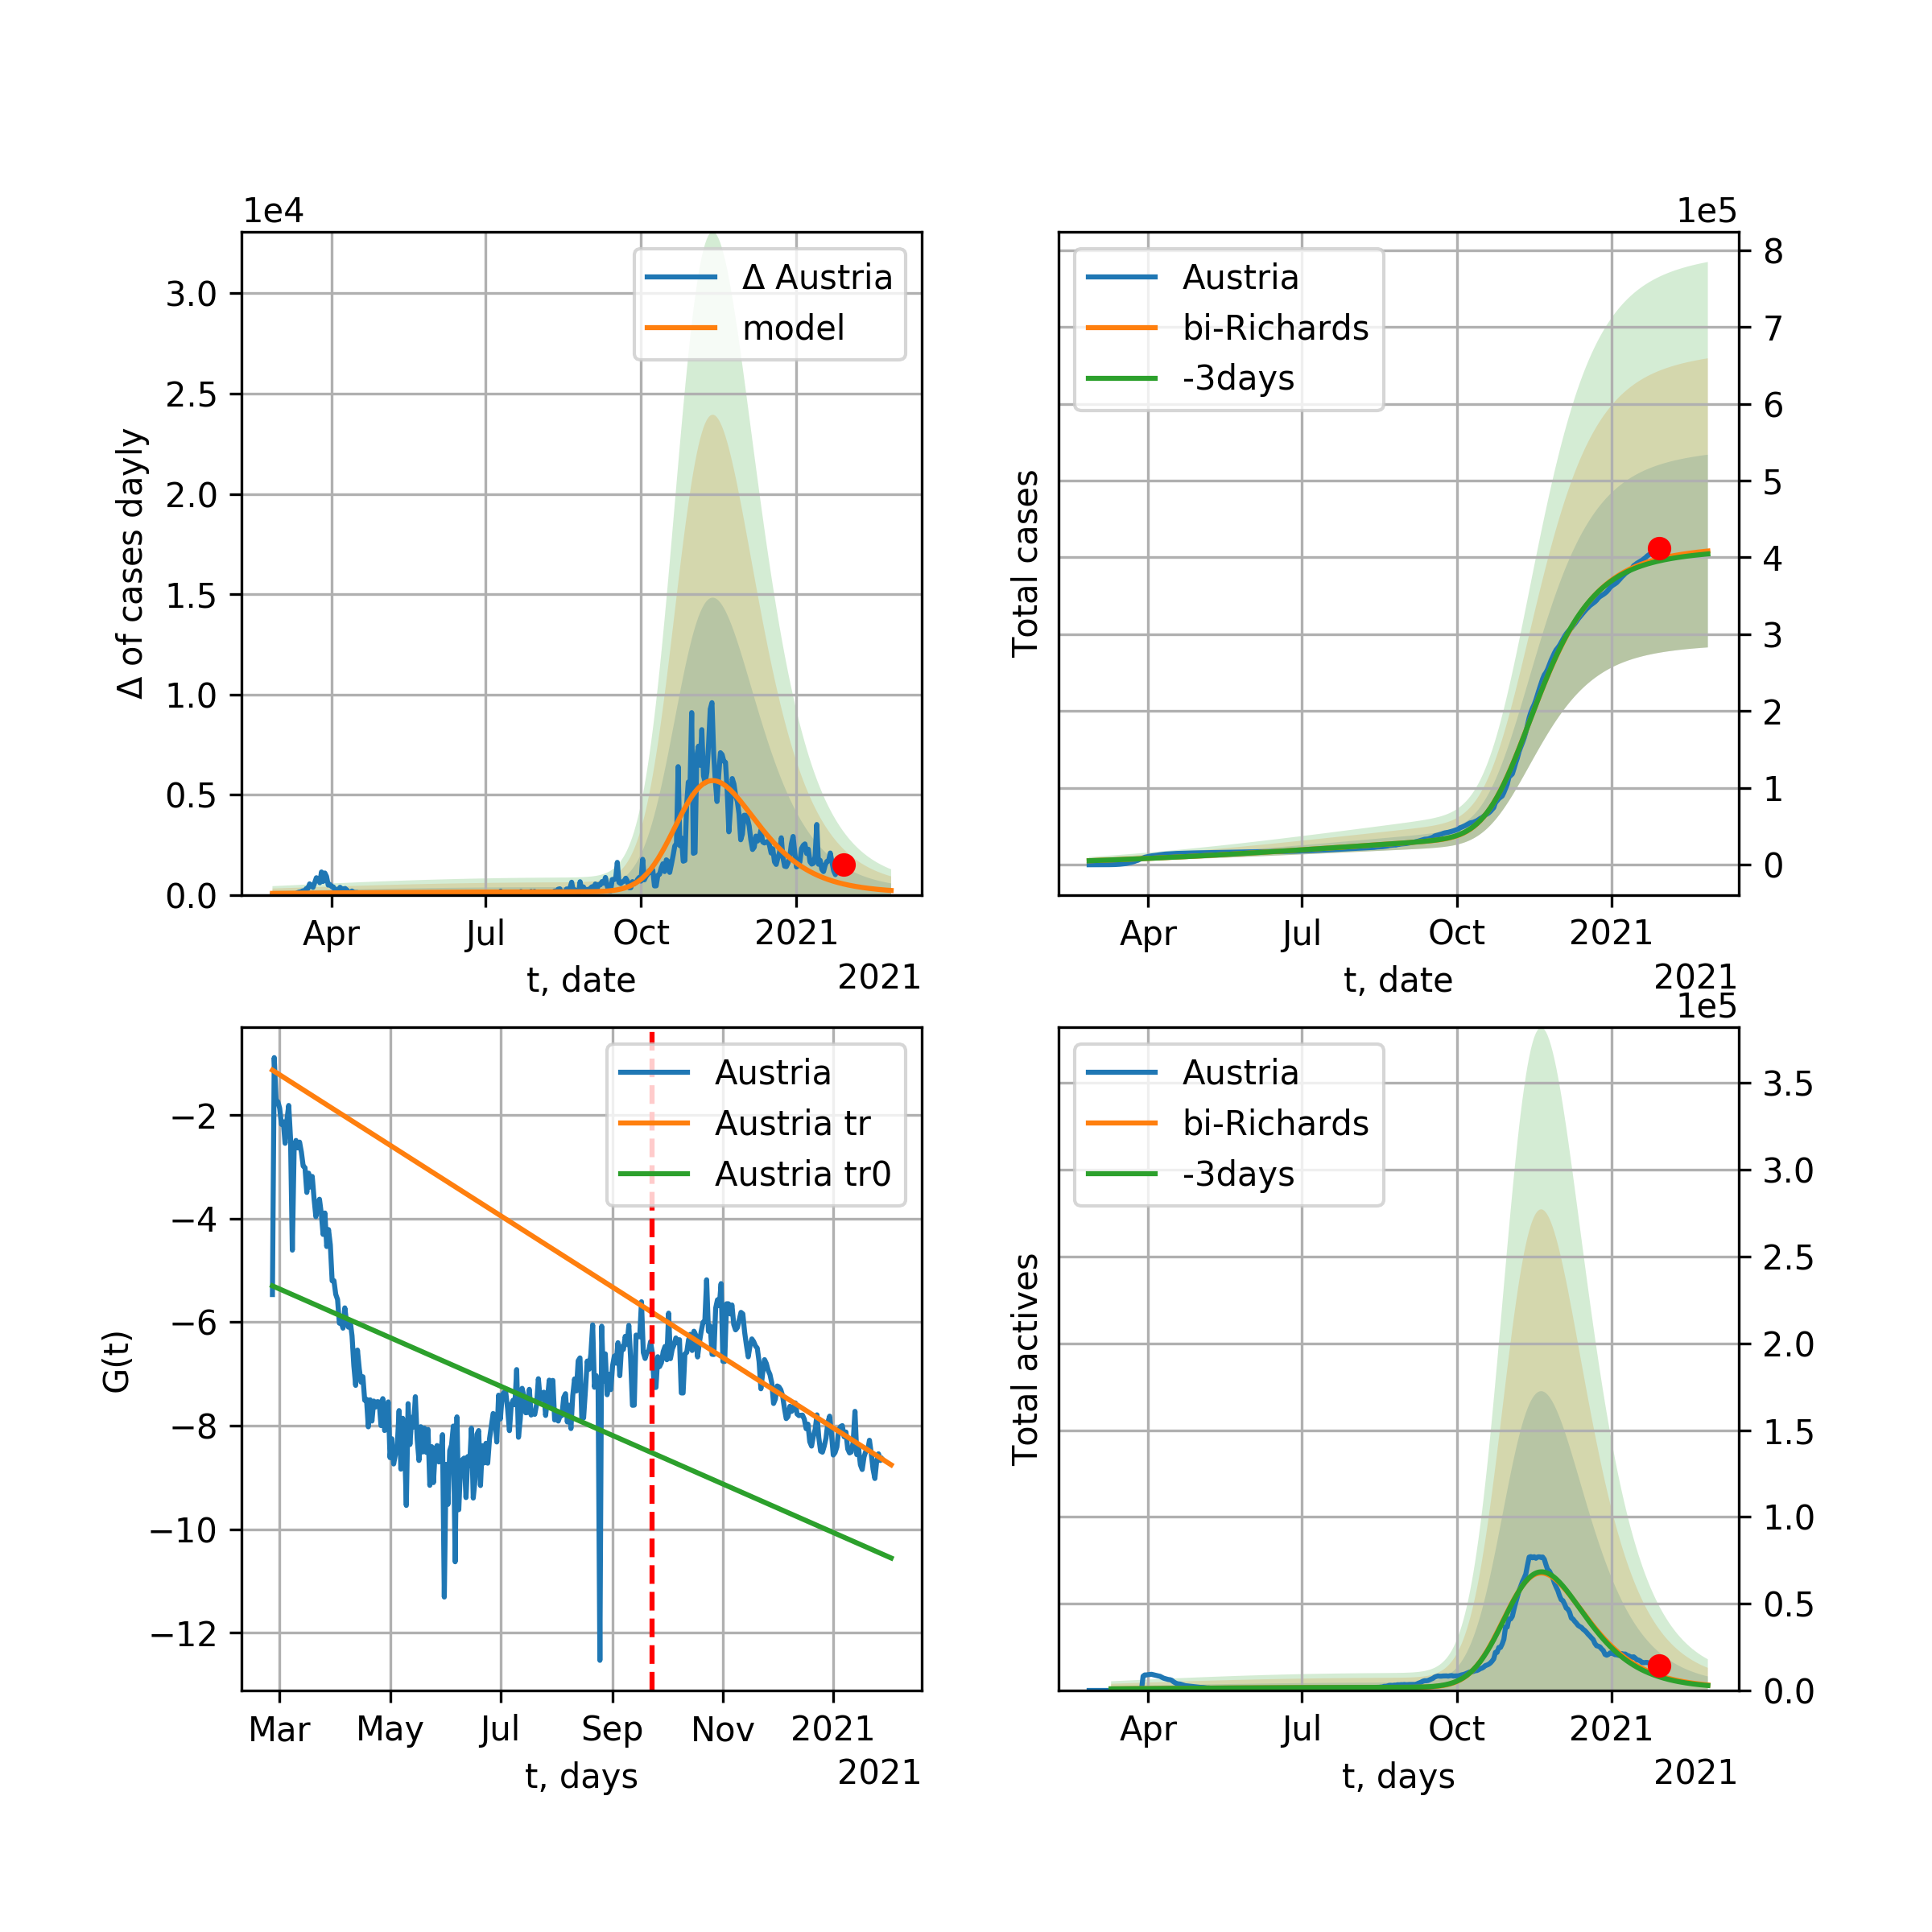 1e4
Δ of cases dayly
3.0
2.5
2.0
1.5
1.0
0.5
0.0
Δ Austria
model
Apr
Jul
Oct
2021
t, date
2021
1e5
Total cases
Austria
bi-Richards
-3days
8
7
6
5
4
3
2
1
0
Apr
Jul
Oct
2021
t, date
2021
G(t)
−2
−4
−6
−8
−10
−12
Austria
Austria tr
Austria tr0
Mar
May
Jul
Sep
Nov
2021
t, days
2021
1e5
Total actives
Austria
bi-Richards
-3days
3.5
3.0
2.5
2.0
1.5
1.0
0.5
0.0
Apr
Jul
Oct
2021
t, days
2021